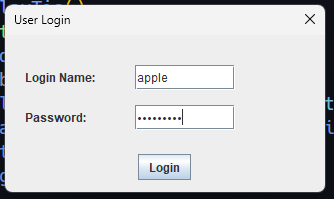 User Login
Login Name: apple
Password: •••••••••
Login